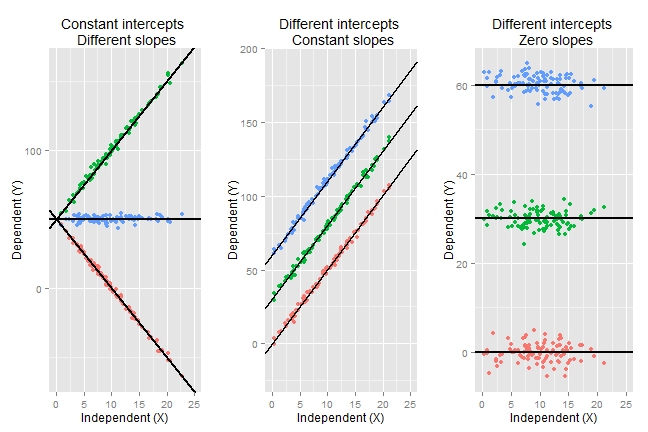 Constant intercepts
Different slopes
Dependent (Y)
100
0
0 5 10 15 20 25
Independent (X)
Different intercepts
Constant slopes
Dependent (Y)
200
150
100
50
0
0 5 10 15 20 25
Independent (X)
Different intercepts
Zero slopes
Dependent (Y)
60
40
20
0
0 5 10 15 20 25
Independent (X)